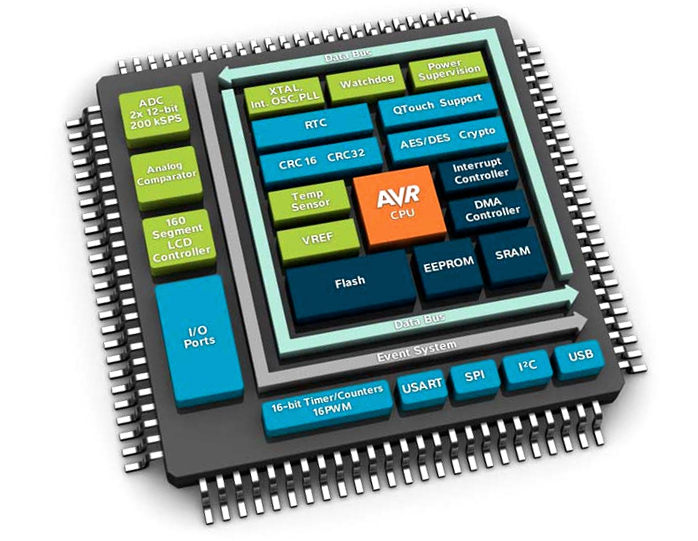 Data Bus
ADC
2x 12-bit
200 kSPS
XTAL,
Int. OSC,PLL
Watchdog
Power
Supervision
RTC
QTouch Support
CRC16 CRC32
AES/DES Crypto
Analog
Comparator
Temp
Sensor
AVR
CPU
Interrupt
Controller
DMA
Controller
160
Segment
LCD
Controller
VREF
Flash
EEPROM
SRAM
I/O
Ports
Data Bus
Event System
16-bit Timer/Counters
16PWM
USART
SPI
I²C
USB